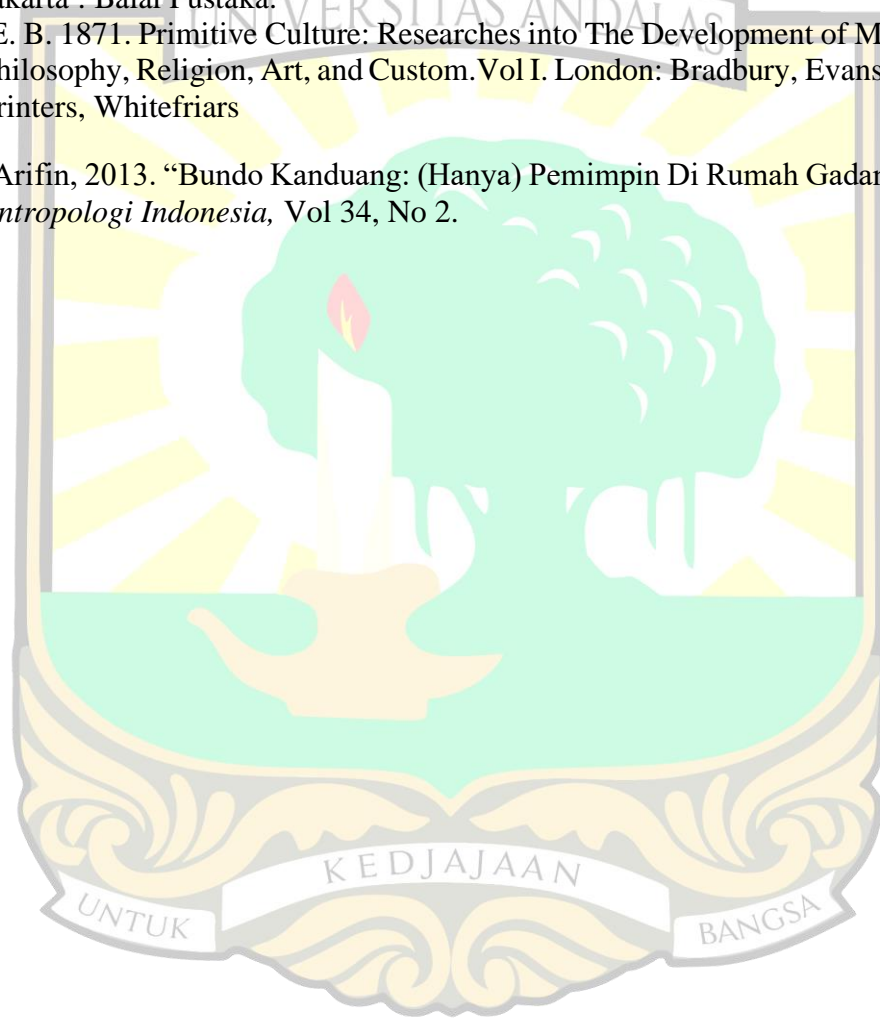 akarta : Balai Pustaka.
UNIVERSITAS ANDALAS
E. B. 1871. Primitive Culture: Researches into The Development of M
hilosophy, Religion, Art, and Custom.Vol I. London: Bradbury, Evans
rinters, Whitefriars
Arifin, 2013. “Bundo Kanduang: (Hanya) Pemimpin Di Rumah Gadan
ntropologi Indonesia, Vol 34, No 2.
KEDJAJAAN
UNTUK
BANGSA